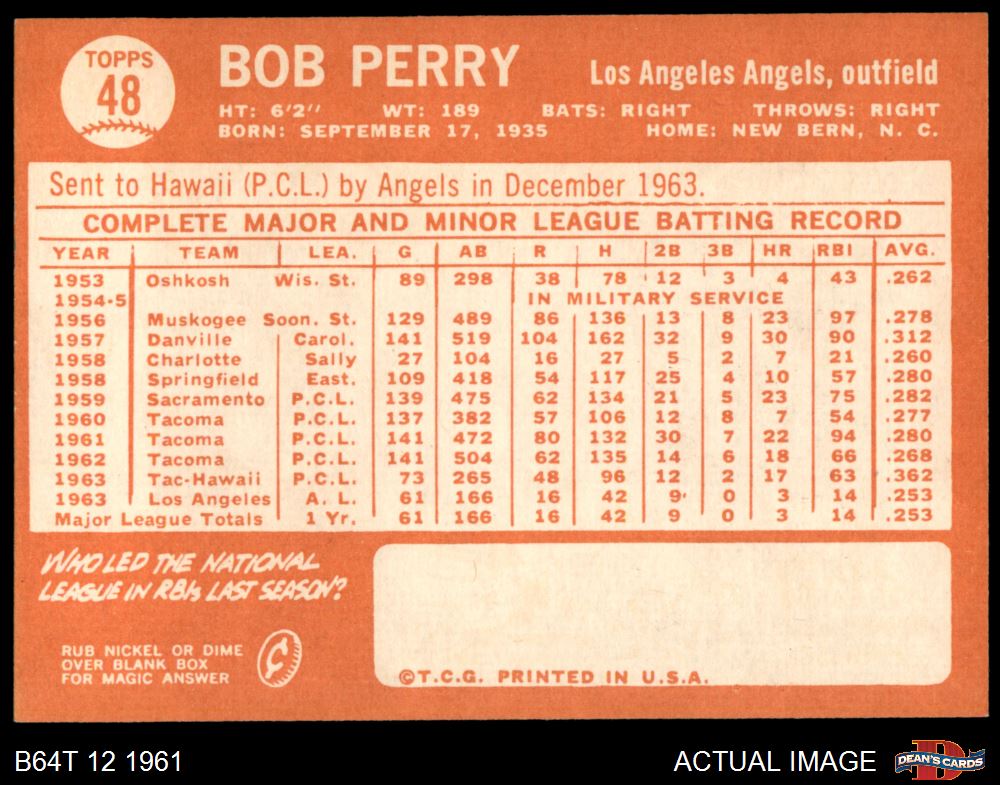 TOPPS
48
BOB PERRY
Los Angeles Angels, outfield
HT: 6'2" WT: 189 BATS: RIGHT THROWS: RIGHT
BORN: SEPTEMBER 17, 1935 HOME: NEW BERN, N. C.
Sent to Hawaii (P.C.L.) by Angels in December 1963.
COMPLETE MAJOR AND MINOR LEAGUE BATTING RECORD
YEAR TEAM LEA. G AB R H 2B 3B HR RBI AVG.
1953 Oshkosh Wis. St. 89 298 38 78 12 3 4 43 .262
1954-5 IN MILITARY SERVICE
1956 Muskogee Soon. St. 129 489 86 136 13 8 23 97 .278
1957 Danville Carol. 141 519 104 162 32 9 30 90 .312
1958 Charlotte Sally 27 104 16 27 5 2 7 21 .260
1958 Springfield East. 109 418 54 117 25 4 10 57 .280
1959 Sacramento P.C.L. 139 475 62 134 21 5 23 75 .282
1960 Tacoma P.C.L. 137 382 57 106 12 8 7 54 .277
1961 Tacoma P.C.L. 141 472 80 132 30 7 22 94 .280
1962 Tacoma P.C.L. 141 504 62 135 14 6 18 66 .268
1963 Tac-Hawaii P.C.L. 73 265 48 96 12 2 17 63 .362
1963 Los Angeles A. L. 61 166 16 42 9 0 3 14 .253
Major League Totals 1 Yr. 61 166 16 42 9 0 3 14 .253
WHO LED THE NATIONAL
LEAGUE IN RBIs LAST SEASON?
RUB NICKEL OR DIME
OVER BLANK BOX
FOR MAGIC ANSWER
¢
©T.C.G. PRINTED IN U.S.A.
B64T 12 1961
ACTUAL IMAGE
D
DEAN'S CARDS